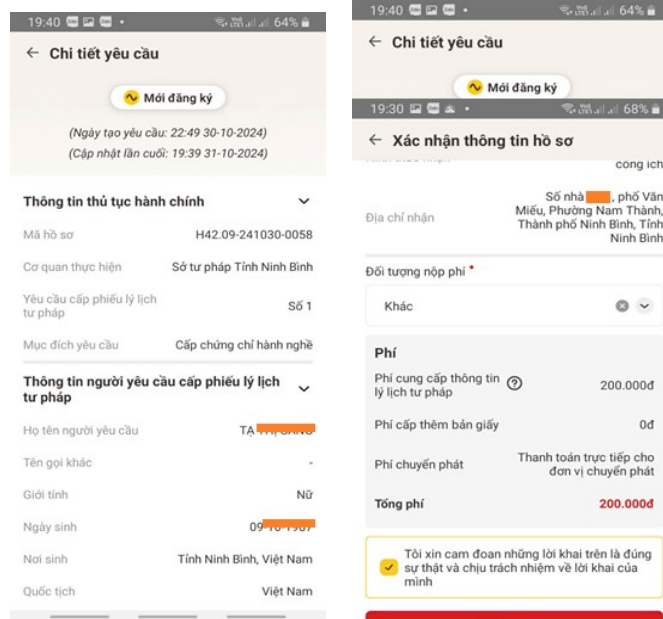 19:40 64%
← Chi tiết yêu cầu
Mới đăng ký
(Ngày tạo yêu cầu: 22:49 30-10-2024)
(Cập nhật lần cuối: 19:39 31-10-2024)
Thông tin thủ tục hành chính
Mã hồ sơ H42.09-241030-0058
Cơ quan thực hiện Sở tư pháp Tỉnh Ninh Bình
Yêu cầu cấp phiếu lý lịch
tư pháp Số 1
Mục đích yêu cầu Cấp chứng chỉ hành nghề
Thông tin người yêu cầu cấp phiếu lý lịch
tư pháp
Họ tên người yêu cầu TẠ
Tên gọi khác -
Giới tính Nữ
Ngày sinh 09
Nơi sinh Tỉnh Ninh Bình, Việt Nam
Quốc tịch Việt Nam
19:40 64%
← Chi tiết yêu cầu
Mới đăng ký
19:30 68%
← Xác nhận thông tin hồ sơ
công ích
Địa chỉ nhận
Số nhà , phố Văn
Miếu, Phường Nam Thành,
Thành phố Ninh Bình, Tỉnh
Ninh Bình
Đối tượng nộp phí *
Khác
Phí
Phí cung cấp thông tin
lý lịch tư pháp 200.000đ
Phí cấp thêm bản giấy 0đ
Phí chuyển phát
Thanh toán trực tiếp cho
đơn vị chuyển phát
Tổng phí 200.000đ
Tôi xin cam đoan những lời khai trên là đúng
sự thật và chịu trách nhiệm về lời khai của
mình